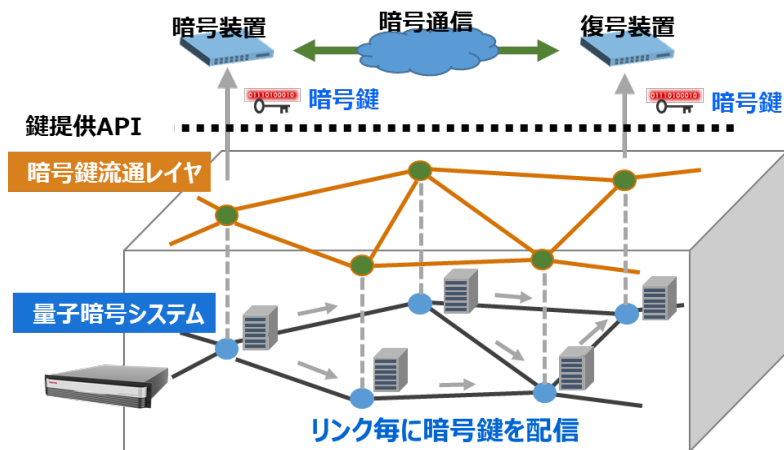 暗号装置
暗号通信
復号装置
01110100010
暗号鍵
01110100010
暗号鍵
鍵提供API
暗号鍵流通レイヤ
量子暗号システム
リンク毎に暗号鍵を配信